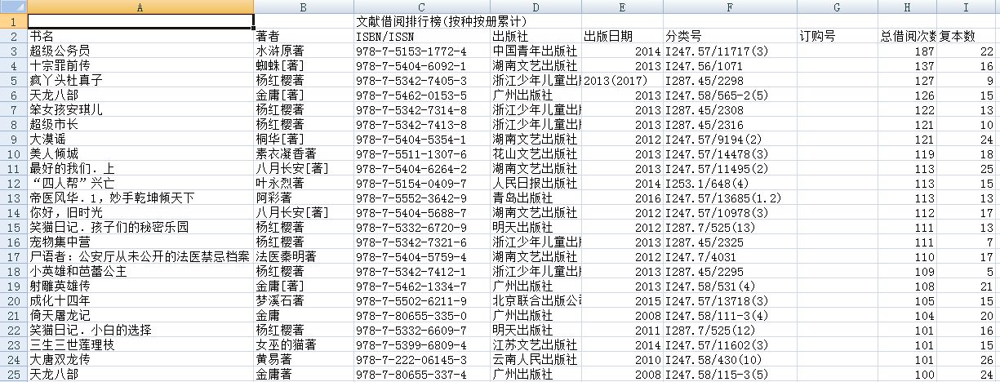 A B C D E F G H I
1 文献借阅排行榜(按种按册累计)
2 书名 著者 ISBN/ISSN 出版社 出版日期 分类号 订购号 总借阅次数 复本数
3 超级公务员 水浒原著 978-7-5153-1772-4 中国青年出版社 2014 I247.57/11717(3) 187 22
4 十宗罪前传 蜘蛛[著] 978-7-5404-6092-1 湖南文艺出版社 2013 I247.56/1071 137 16
5 疯丫头杜真子 杨红樱著 978-7-5342-7405-3 浙江少年儿童出 2013(2017) I287.45/2298 127 9
6 天龙八部 金庸[著] 978-7-5462-0153-5 广州出版社 2013 I247.58/565-2(5) 126 15
7 笨女孩安琪儿 杨红樱著 978-7-5342-7314-8 浙江少年儿童出 2013 I287.45/2308 122 13
8 超级市长 杨红樱著 978-7-5342-7413-8 浙江少年儿童出 2013 I287.45/2316 121 10
9 大漠谣 桐华[著] 978-7-5404-5354-1 湖南文艺出版社 2012 I247.57/9194(2) 121 24
10 美人倾城 素衣凝香著 978-7-5511-1307-6 花山文艺出版社 2013 I247.57/14478(3) 119 18
11 最好的我们．上 八月长安[著] 978-7-5404-6264-2 湖南文艺出版社 2013 I247.57/11495(2) 113 25
12 “四人帮”兴亡 叶永烈著 978-7-5154-0409-7 人民日报出版社 2014 I253.1/648(4) 113 15
13 帝医风华．1，妙手乾坤倾天下 阿彩著 978-7-5552-3642-9 青岛出版社 2016 I247.57/13685(1.2) 113 13
14 你好，旧时光 八月长安[著] 978-7-5404-5688-7 湖南文艺出版社 2012 I247.57/10978(3) 112 17
15 笑猫日记．孩子们的秘密乐园 杨红樱著 978-7-5332-6720-9 明天出版社 2012 I287.7/525(13) 111 13
16 宠物集中营 杨红樱著 978-7-5342-7321-6 浙江少年儿童出 2013 I287.45/2325 111 7
17 尸语者：公安厅从未公开的法医禁忌档案 法医秦明著 978-7-5404-5759-4 湖南文艺出版社 2012 I247.7/4031 110 17
18 小英雄和芭蕾公主 杨红樱著 978-7-5342-7412-1 浙江少年儿童出 2013 I287.45/2295 109 5
19 射雕英雄传 金庸[著] 978-7-5462-1334-7 广州出版社 2013 I247.58/531(4) 108 21
20 成化十四年 梦溪石著 978-7-5502-6211-9 北京联合出版公司 2015 I247.57/13718(3) 105 15
21 倚天屠龙记 金庸 978-7-80655-335-0 广州出版社 2008 I247.58/111-3(4) 104 20
22 笑猫日记．小白的选择 杨红樱著 978-7-5332-6609-7 明天出版社 2011 I287.7/525(12) 101 16
23 三生三世莲理枝 女巫的猫著 978-7-5399-6809-4 江苏文艺出版社 2014 I247.57/11602(3) 101 15
24 大唐双龙传 黄易著 978-7-222-06145-3 云南人民出版社 2010 I247.58/430(10) 101 26
25 天龙八部 金庸著 978-7-80655-337-4 广州出版社 2008 I247.58/115-3(5) 100 24